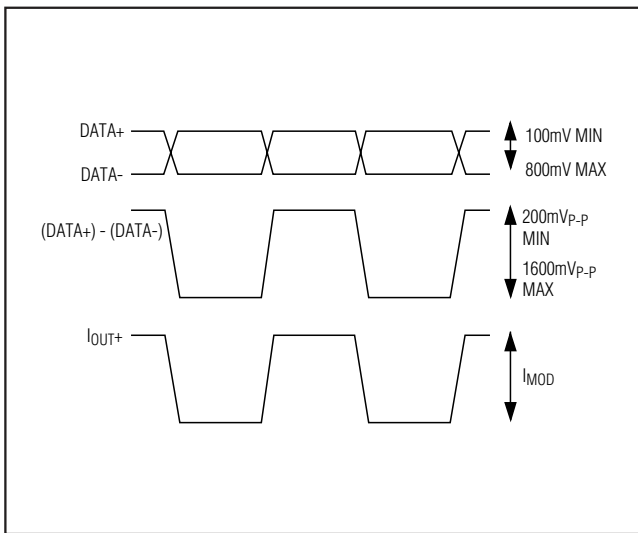 DATA+
100mV MIN
DATA-
800mV MAX
(DATA+) - (DATA-)
200mVP-P
MIN
1600mVP-P
MAX
IOUT+
IMOD